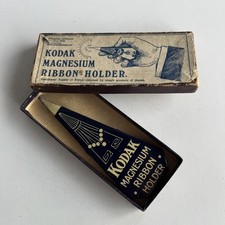 KODAK
MAGNESIUM
RIBBON & HOLDER.
KODAK
MAGNESIUM
RIBBON
HOLDER